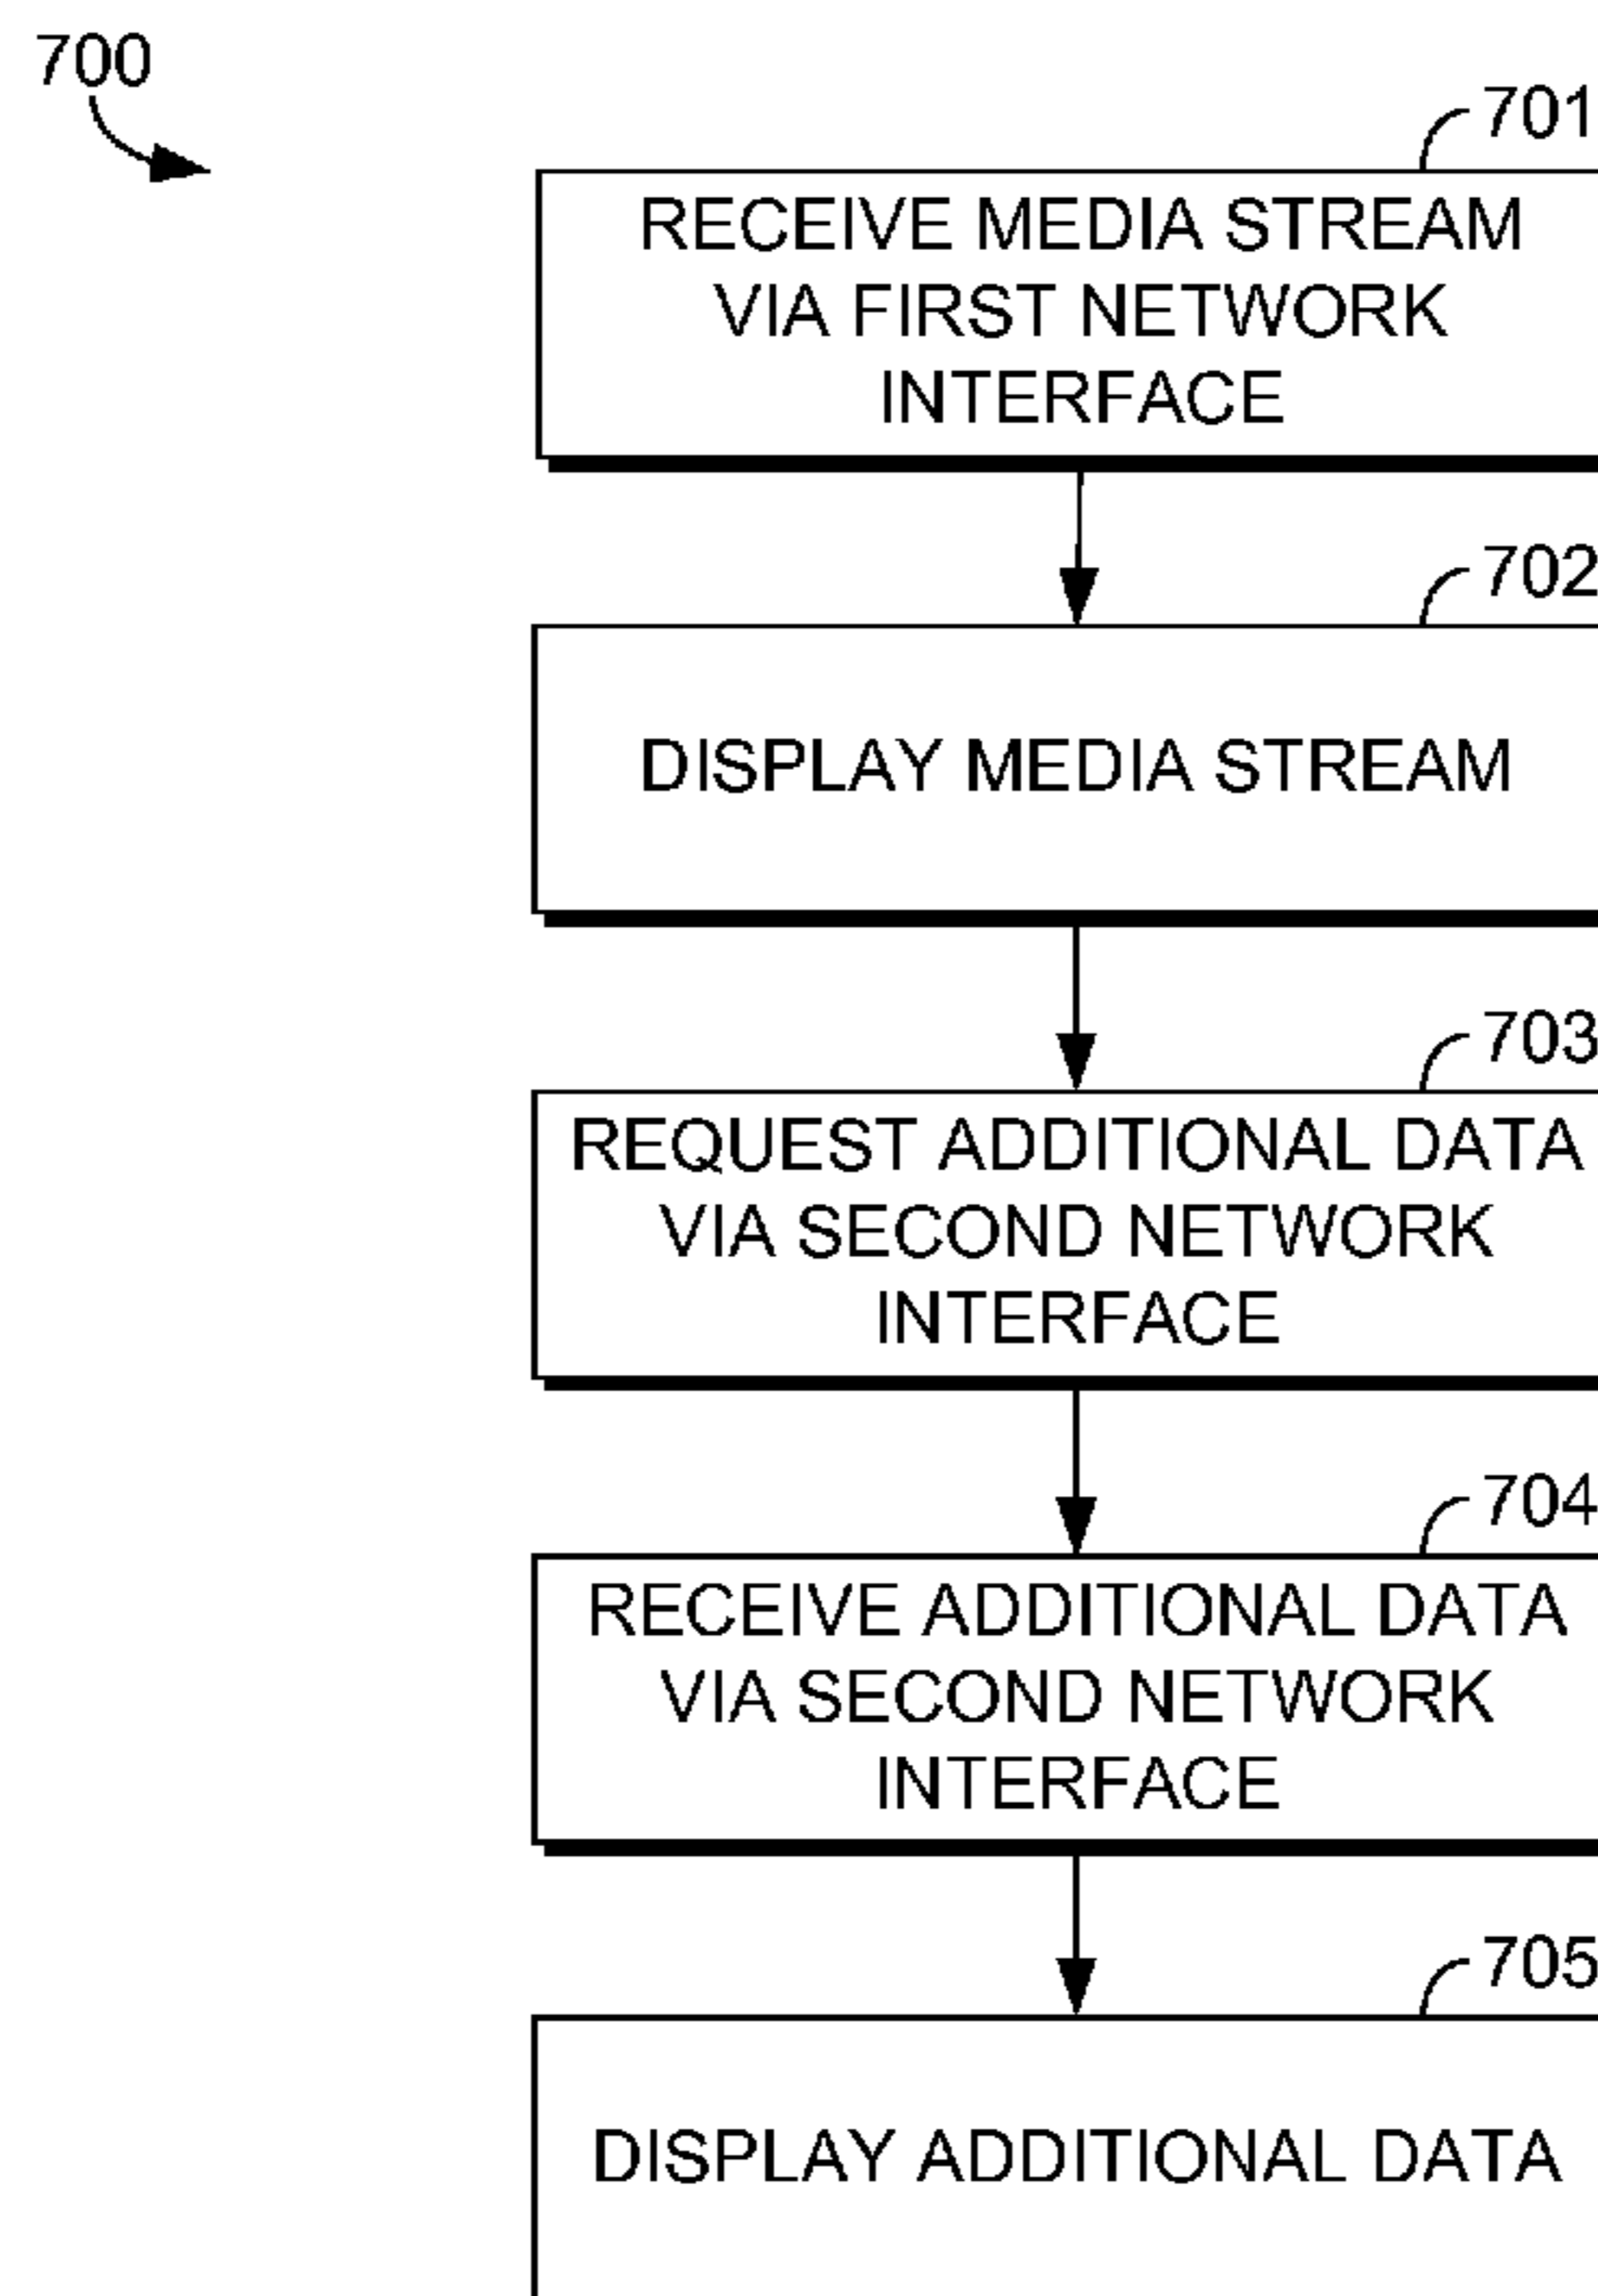 700
701
RECEIVE MEDIA STREAM
VIA FIRST NETWORK
INTERFACE
702
DISPLAY MEDIA STREAM
703
REQUEST ADDITIONAL DATA
VIA SECOND NETWORK
INTERFACE
704
RECEIVE ADDITIONAL DATA
VIA SECOND NETWORK
INTERFACE
705
DISPLAY ADDITIONAL DATA